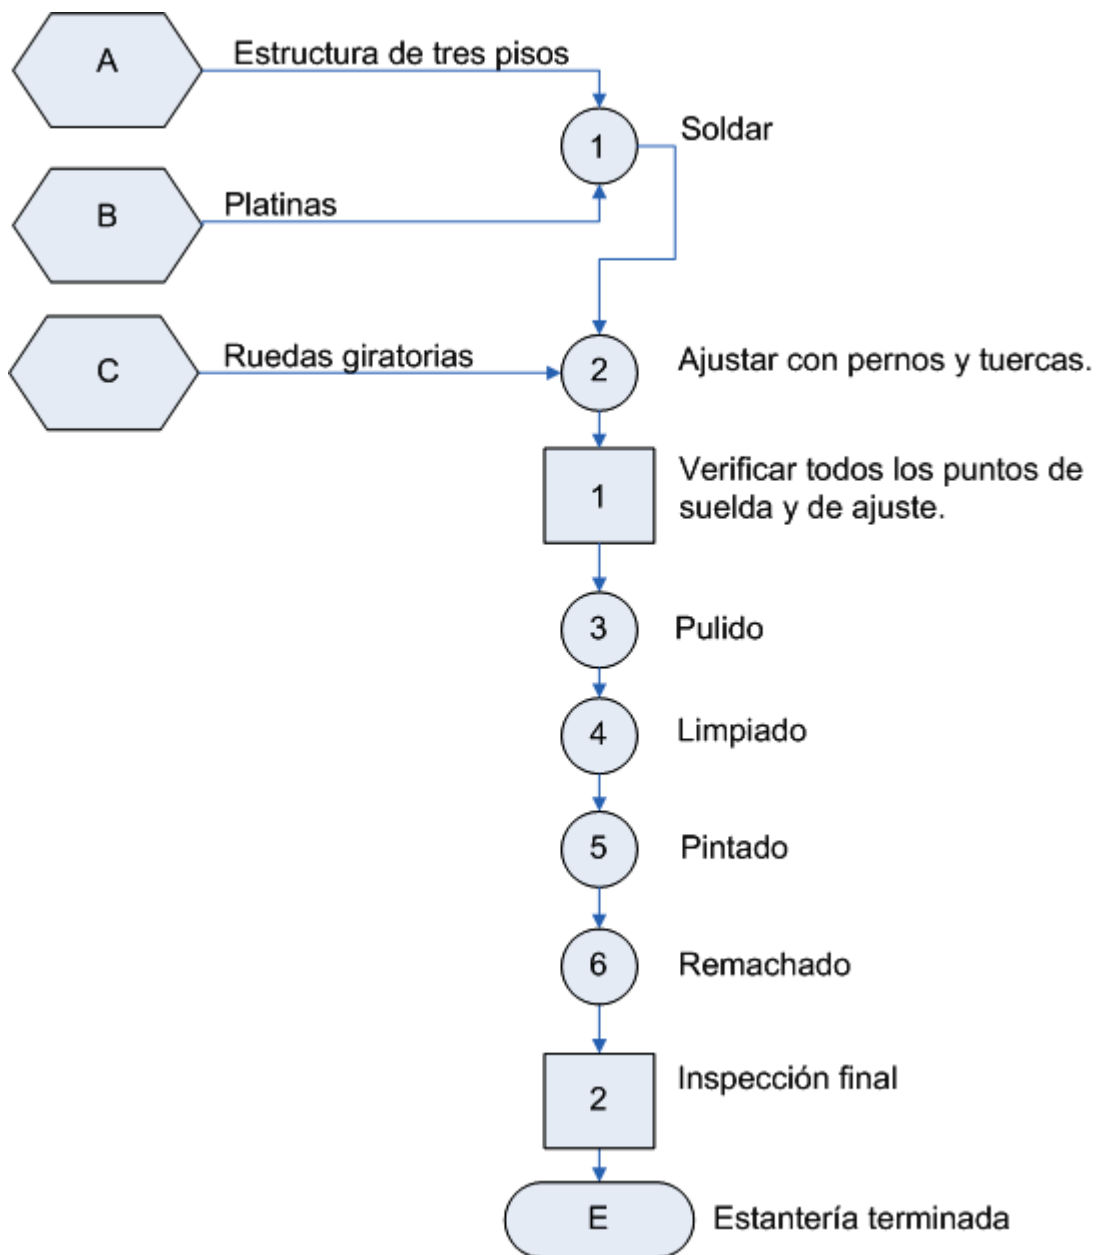 A
Estructura de tres pisos
1
Soldar
B
Platinas
C
Ruedas giratorias
2
Ajustar con pernos y tuercas.
1
Verificar todos los puntos de
suelda y de ajuste.
3
Pulido
4
Limpiado
5
Pintado
6
Remachado
2
Inspección final
E
Estantería terminada